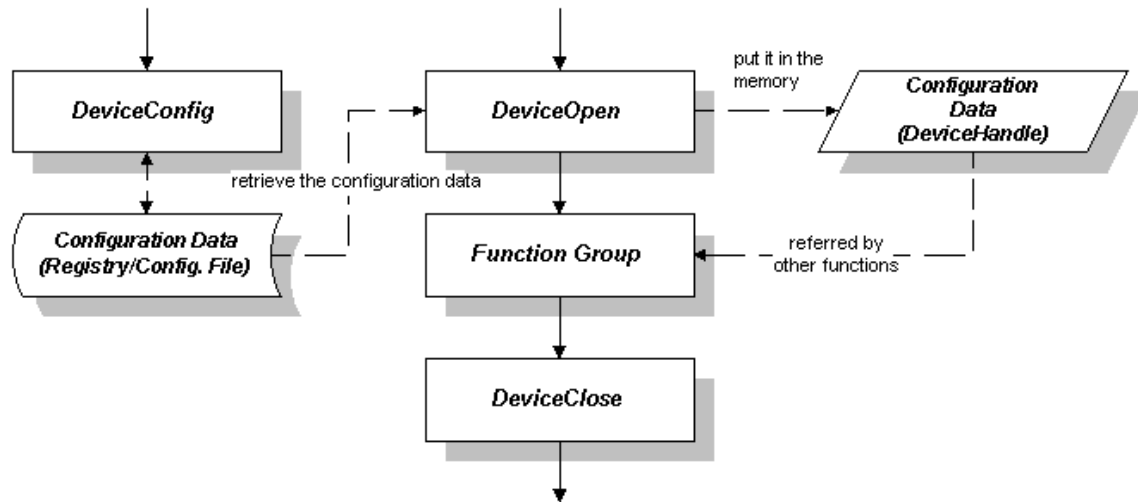 DeviceConfig
DeviceOpen
put it in the
memory
Configuration
Data
(DeviceHandle)
retrieve the configuration data
Configuration Data
(Registry/Config. File)
Function Group
referred by
other functions
DeviceClose